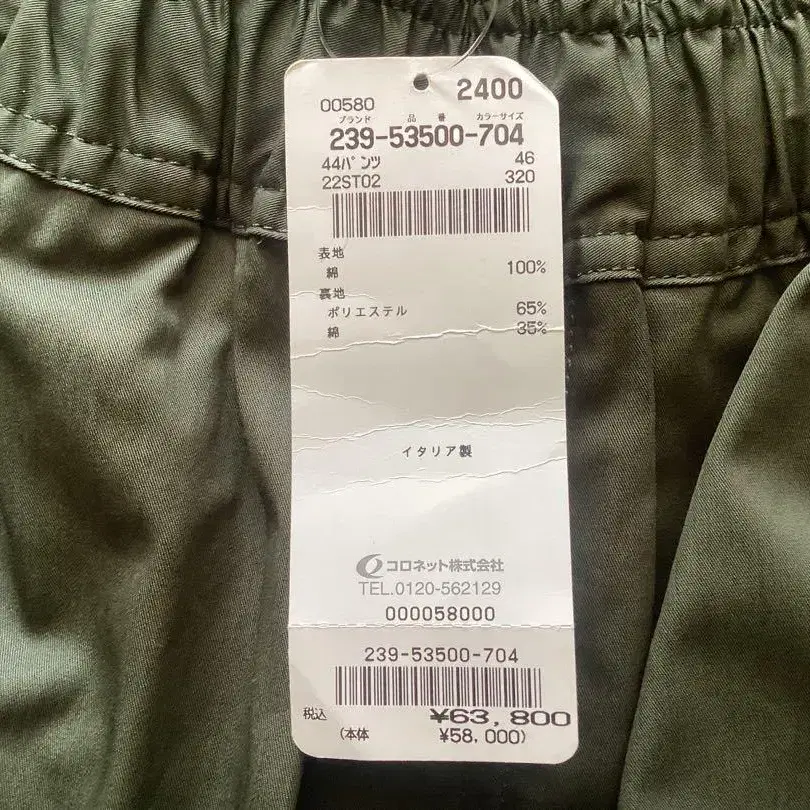 00580 2400
ブランド 品番 カラーサイズ
239-53500-704
44パンツ 46
22ST02 320
表地
綿 100%
裏地
ポリエステル 65%
綿 35%
イタリア製
コロネット株式会社
TEL.0120-562129
000058000
239-53500-704
税込 ¥63,800
(本体 ¥58,000)